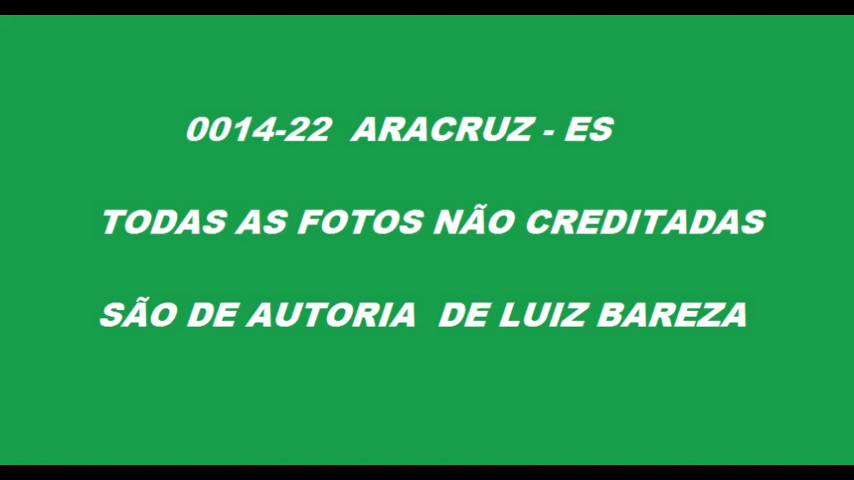 0014-22 ARACRUZ - ES
TODAS AS FOTOS NÃO CREDITADAS
SÃO DE AUTORIA DE LUIZ BAREZA